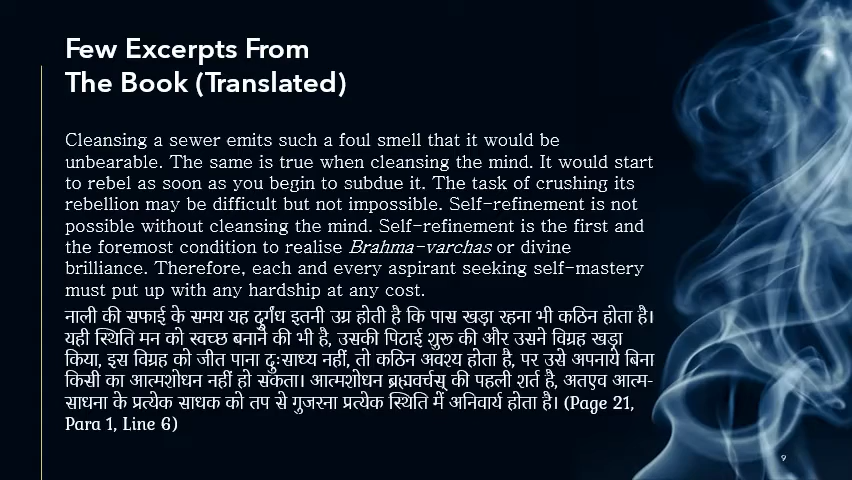 Few Excerpts From
The Book (Translated)
Cleansing a sewer emits such a foul smell that it would be
unbearable. The same is true when cleansing the mind. It would start
to rebel as soon as you begin to subdue it. The task of crushing its
rebellion may be difficult but not impossible. Self-refinement is not
possible without cleansing the mind. Self-refinement is the first and
the foremost condition to realise Brahma-varchas or divine
brilliance. Therefore, each and every aspirant seeking self-mastery
must put up with any hardship at any cost.
नाली की सफाई के समय यह दुर्गंध इतनी उग्र होती है कि पास खड़ा रहना भी कठिन होता है।
यही स्थिति मन को स्वच्छ बनाने की भी है, उसकी पिटाई शुरू की और उसने विग्रह खड़ा
किया, इस विग्रह को जीत पाना दुःसाध्य नहीं, तो कठिन अवश्य होता है, पर उसे अपनाये बिना
किसी का आत्मशोधन नहीं हो सकता। आत्मशोधन ब्रह्मवर्चस् की पहली शर्त है, अतएव आत्म-
साधना के प्रत्येक साधक को तप से गुजरना प्रत्येक स्थिति में अनिवार्य होता है। (Page 21,
Para 1, Line 6)
9